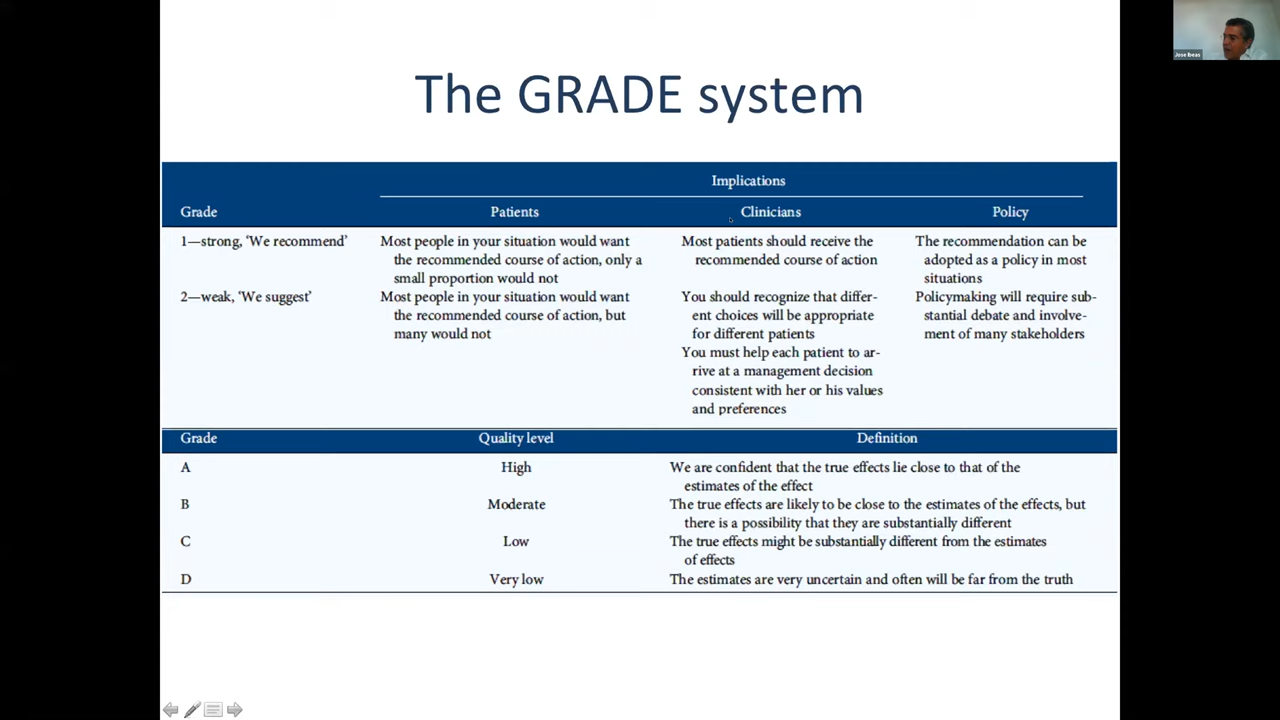 Jose Ibeas
The GRADE system
Implications
Grade
Patients
Clinicians
Policy
1—strong, ‘We recommend’
Most people in your situation would want
the recommended course of action, only a
small proportion would not
Most patients should receive the
recommended course of action
The recommendation can be
adopted as a policy in most
situations
2—weak, ‘We suggest’
Most people in your situation would want
the recommended course of action, but
many would not
You should recognize that differ-
ent choices will be appropriate
for different patients
You must help each patient to ar-
rive at a management decision
consistent with her or his values
and preferences
Policymaking will require sub-
stantial debate and involve-
ment of many stakeholders
Grade
Quality level
Definition
A
High
We are confident that the true effects lie close to that of the
estimates of the effect
B
Moderate
The true effects are likely to be close to the estimates of the effects, but
there is a possibility that they are substantially different
C
Low
The true effects might be substantially different from the estimates
of effects
D
Very low
The estimates are very uncertain and often will be far from the truth